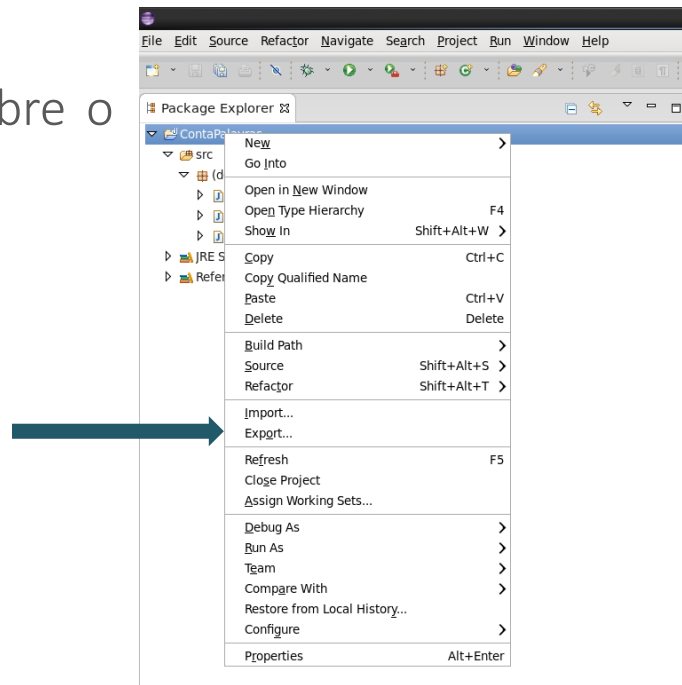 File Edit Source Refactor Navigate Search Project Run Window Help
bre o
Package Explorer
ContaPalavras
src
(d
JRE S
Refer
New
Go Into
Open in New Window
Open Type Hierarchy F4
Show In Shift+Alt+W
Copy Ctrl+C
Copy Qualified Name
Paste Ctrl+V
Delete Delete
Build Path
Source Shift+Alt+S
Refactor Shift+Alt+T
Import...
Export...
Refresh F5
Close Project
Assign Working Sets...
Debug As
Run As
Team
Compare With
Restore from Local History...
Configure
Properties Alt+Enter